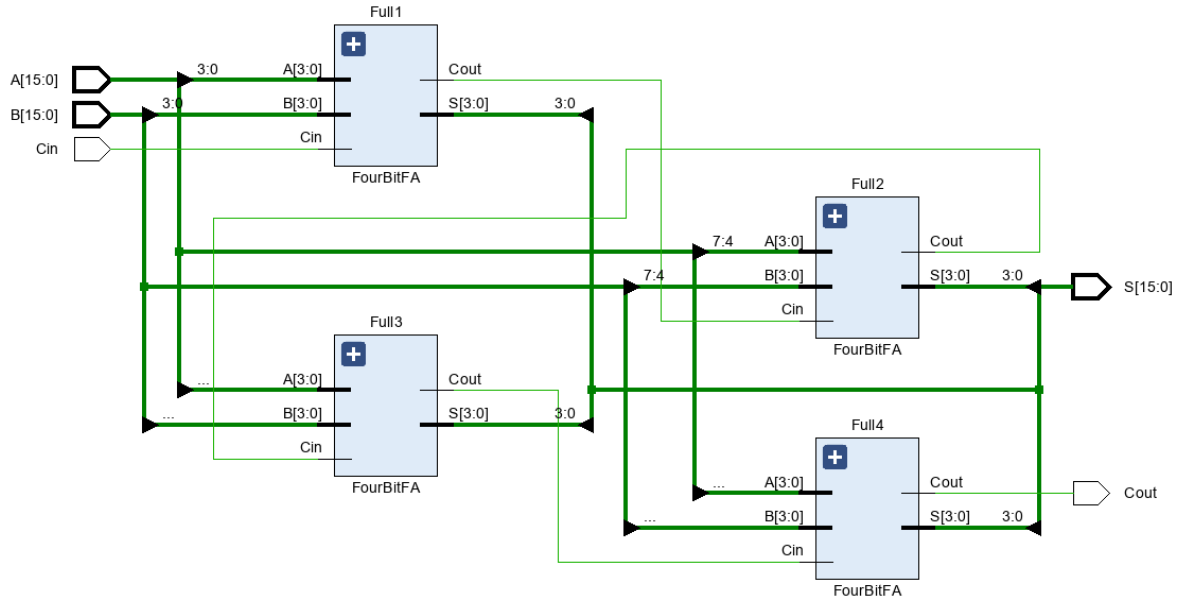 Full1
A[15:0] 3:0 A[3:0] Cout
B[15:0] 3:0 B[3:0] S[3:0] 3:0
Cin Cin
FourBitFA
Full2
7:4 A[3:0] Cout
7:4 B[3:0] S[3:0] 3:0 S[15:0]
Cin
FourBitFA
Full3
... A[3:0] Cout
... B[3:0] S[3:0] 3:0
Cin
FourBitFA
Full4
... A[3:0] Cout Cout
... B[3:0] S[3:0] 3:0
Cin
FourBitFA